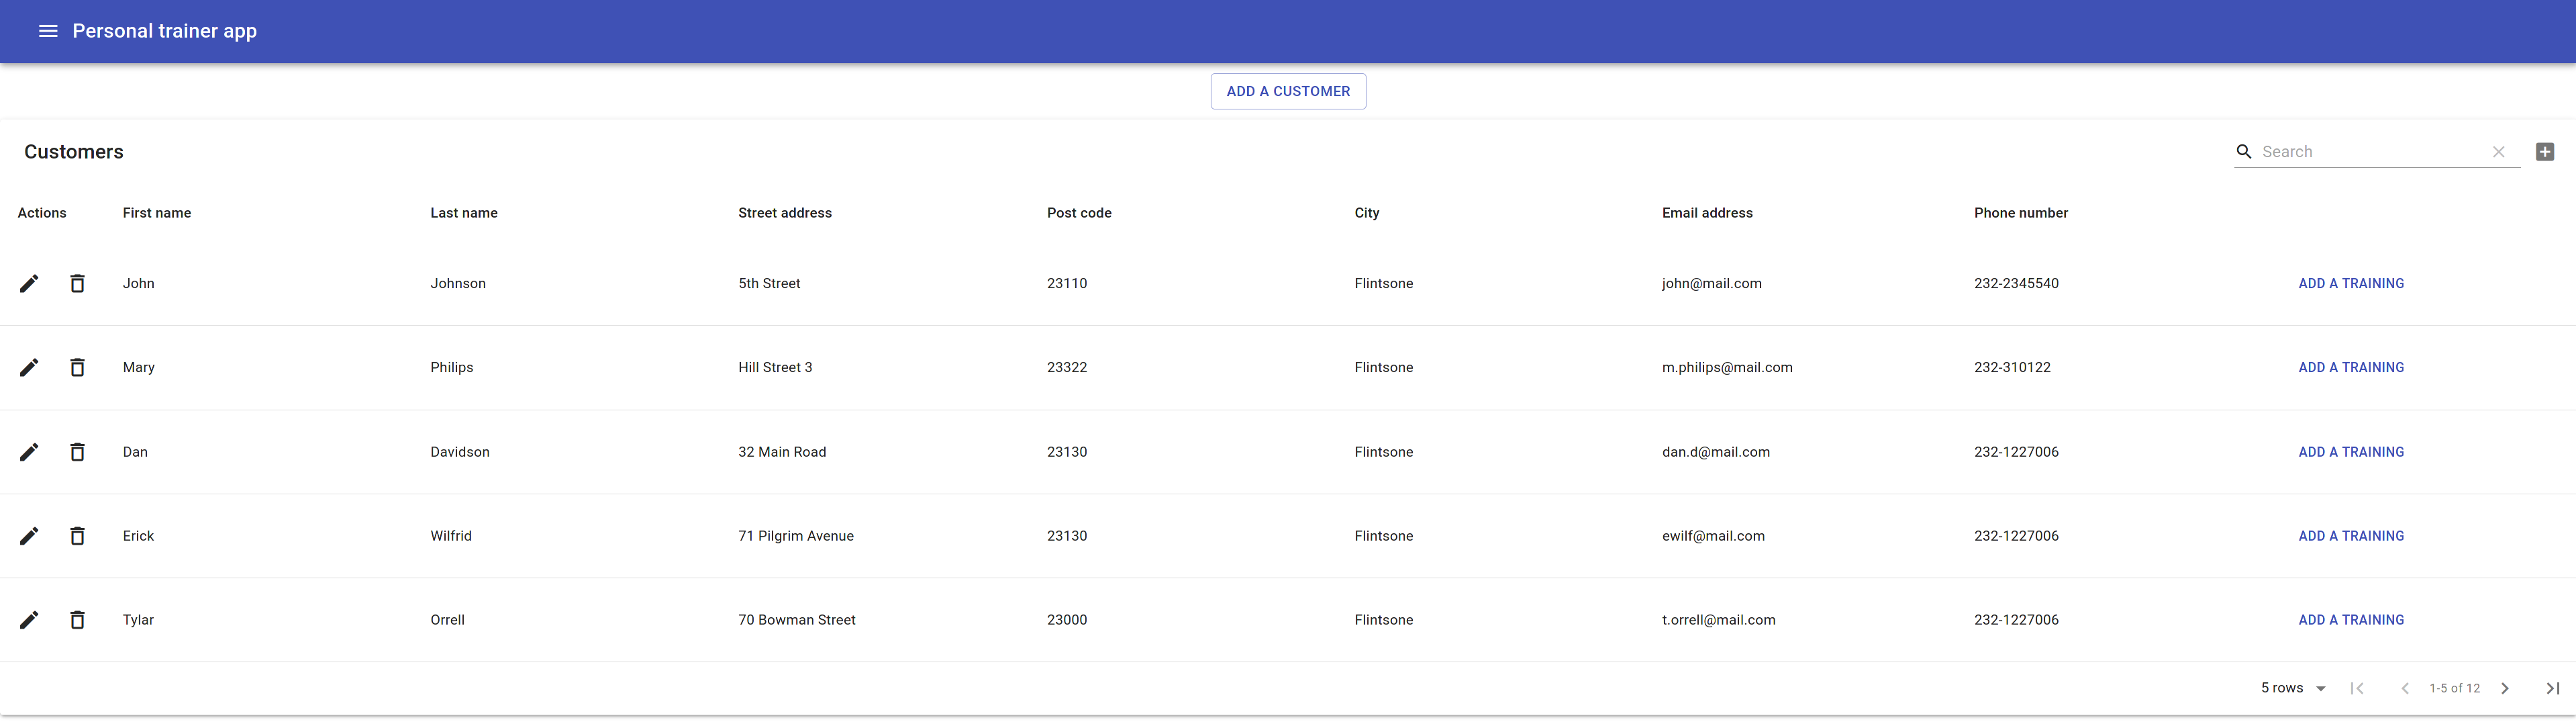 Personal trainer app
ADD A CUSTOMER
Customers
Search
Actions First name Last name Street address Post code City Email address Phone number
John Johnson 5th Street 23110 Flintsone john@mail.com 232-2345540 ADD A TRAINING
Mary Philips Hill Street 3 23322 Flintsone m.philips@mail.com 232-310122 ADD A TRAINING
Dan Davidson 32 Main Road 23130 Flintsone dan.d@mail.com 232-1227006 ADD A TRAINING
Erick Wilfrid 71 Pilgrim Avenue 23130 Flintsone ewilf@mail.com 232-1227006 ADD A TRAINING
Tylar Orrell 70 Bowman Street 23000 Flintsone t.orrell@mail.com 232-1227006 ADD A TRAINING
5 rows 1-5 of 12